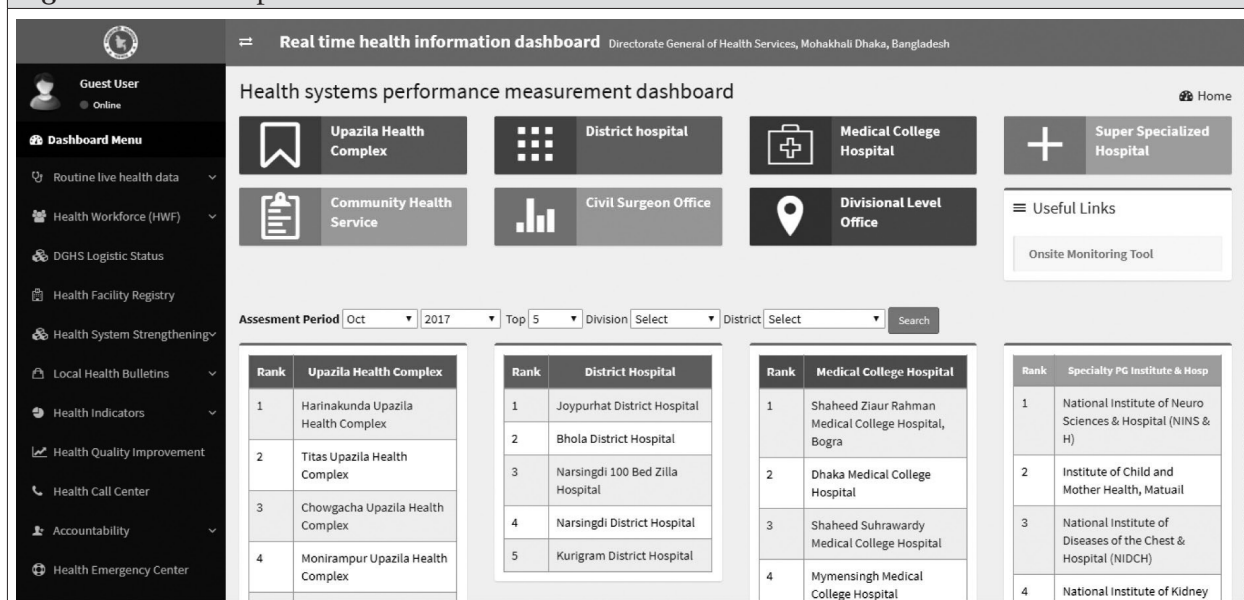 Real time health information dashboard Directorate General of Health Services, Mohakhali Dhaka, Bangladesh
Guest User
Online
Dashboard Menu
Routine live health data
Health Workforce (HWF)
DGHS Logistic Status
Health Facility Registry
Health System Strengthening
Local Health Bulletins
Health Indicators
Health Quality Improvement
Health Call Center
Accountability
Health Emergency Center
Health systems performance measurement dashboard
Home
Upazila Health
Complex
District hospital
Medical College
Hospital
Super Specialized
Hospital
Community Health
Service
Civil Surgeon Office
Divisional Level
Office
Useful Links
Onsite Monitoring Tool
Assesment Period Oct 2017 Top 5 Division Select District Select Search
Rank Upazila Health Complex
1 Harinakunda Upazila
Health Complex
2 Titas Upazila Health
Complex
3 Chowgacha Upazila Health
Complex
4 Monirampur Upazila Health
Complex
Rank District Hospital
1 Joypurhat District Hospital
2 Bhola District Hospital
3 Narsingdi 100 Bed Zilla
Hospital
4 Narsingdi District Hospital
5 Kurigram District Hospital
Rank Medical College Hospital
1 Shaheed Ziaur Rahman
Medical College Hospital,
Bogra
2 Dhaka Medical College
Hospital
3 Shaheed Suhrawardy
Medical College Hospital
4 Mymensingh Medical
College Hospital
Rank Specialty PG Institute & Hosp
1 National Institute of Neuro
Sciences & Hospital (NINS &
H)
2 Institute of Child and
Mother Health, Matuail
3 National Institute of
Diseases of the Chest &
Hospital (NIDCH)
4 National Institute of Kidney